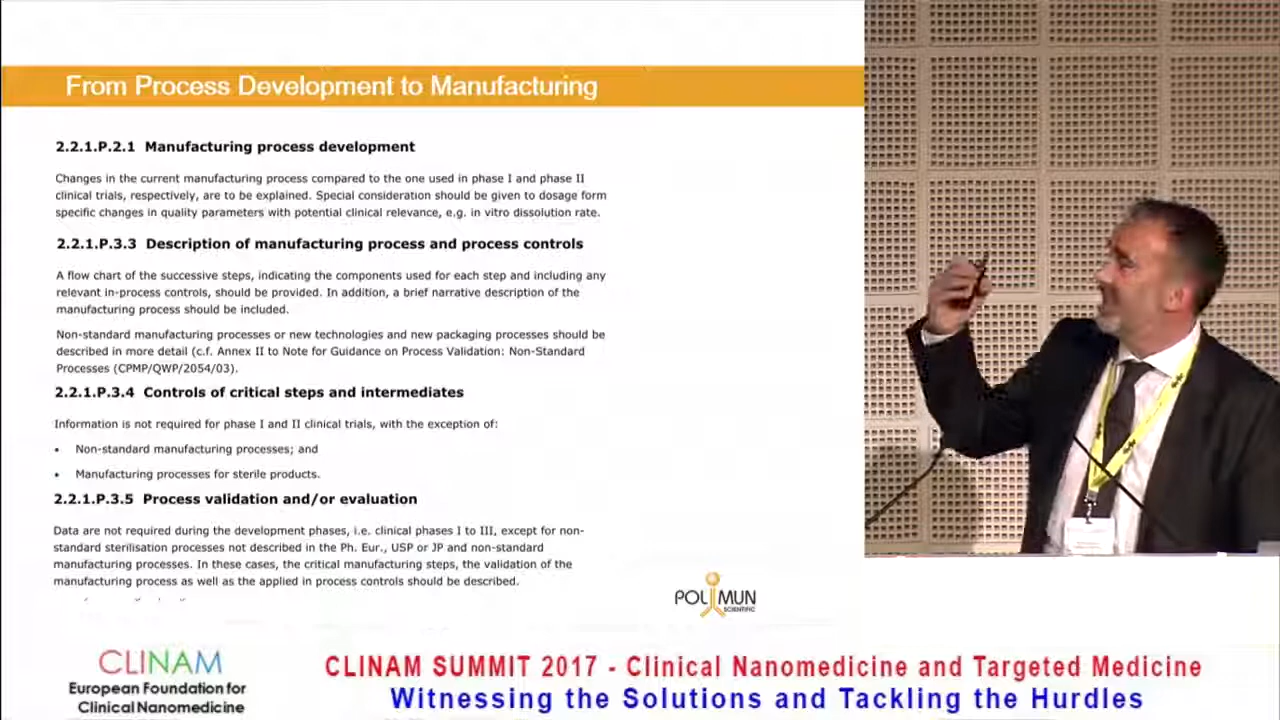 From Process Development to Manufacturing
2.2.1.P.2.1 Manufacturing process development
Changes in the current manufacturing process compared to the one used in phase I and phase II
clinical trials, respectively, are to be explained. Special consideration should be given to dosage form
specific changes in quality parameters with potential clinical relevance, e.g. in vitro dissolution rate.
2.2.1.P.3.3 Description of manufacturing process and process controls
A flow chart of the successive steps, indicating the components used for each step and including any
relevant in-process controls, should be provided. In addition, a brief narrative description of the
manufacturing process should be included.
Non-standard manufacturing processes or new technologies and new packaging processes should be
described in more detail (c.f. Annex II to Note for Guidance on Process Validation: Non-Standard
Processes (CPMP/QWP/2054/03).
2.2.1.P.3.4 Controls of critical steps and intermediates
Information is not required for phase I and II clinical trials, with the exception of:
• Non-standard manufacturing processes; and
• Manufacturing processes for sterile products.
2.2.1.P.3.5 Process validation and/or evaluation
Data are not required during the development phases, i.e. clinical phases I to III, except for non-
standard sterilisation processes not described in the Ph. Eur., USP or JP and non-standard
manufacturing processes. In these cases, the critical manufacturing steps, the validation of the
manufacturing process as well as the applied in process controls should be described.
POLYMUN
SCIENTIFIC
CLINAM
European Foundation for
Clinical Nanomedicine
CLINAM SUMMIT 2017 - Clinical Nanomedicine and Targeted Medicine
Witnessing the Solutions and Tackling the Hurdles